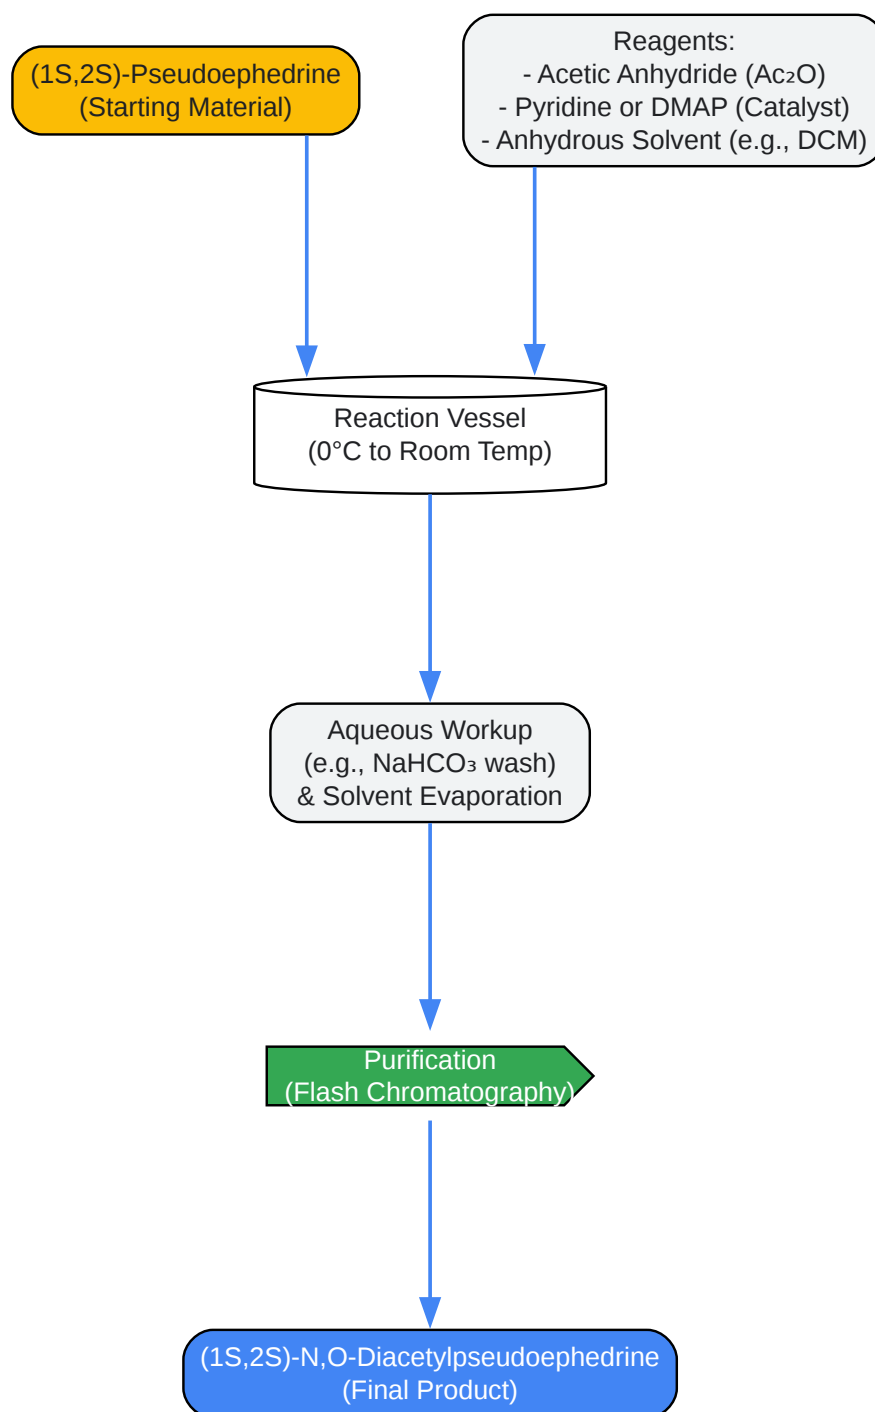 (1S,2S)-Pseudoephedrine
(Starting Material)
Reagents:
- Acetic Anhydride (Ac₂O)
- Pyridine or DMAP (Catalyst)
- Anhydrous Solvent (e.g., DCM)
Reaction Vessel
(0°C to Room Temp)
Aqueous Workup
(e.g., NaHCO₃ wash)
& Solvent Evaporation
Purification
(Flash Chromatography)
(1S,2S)-N,O-Diacetylpseudoephedrine
(Final Product)